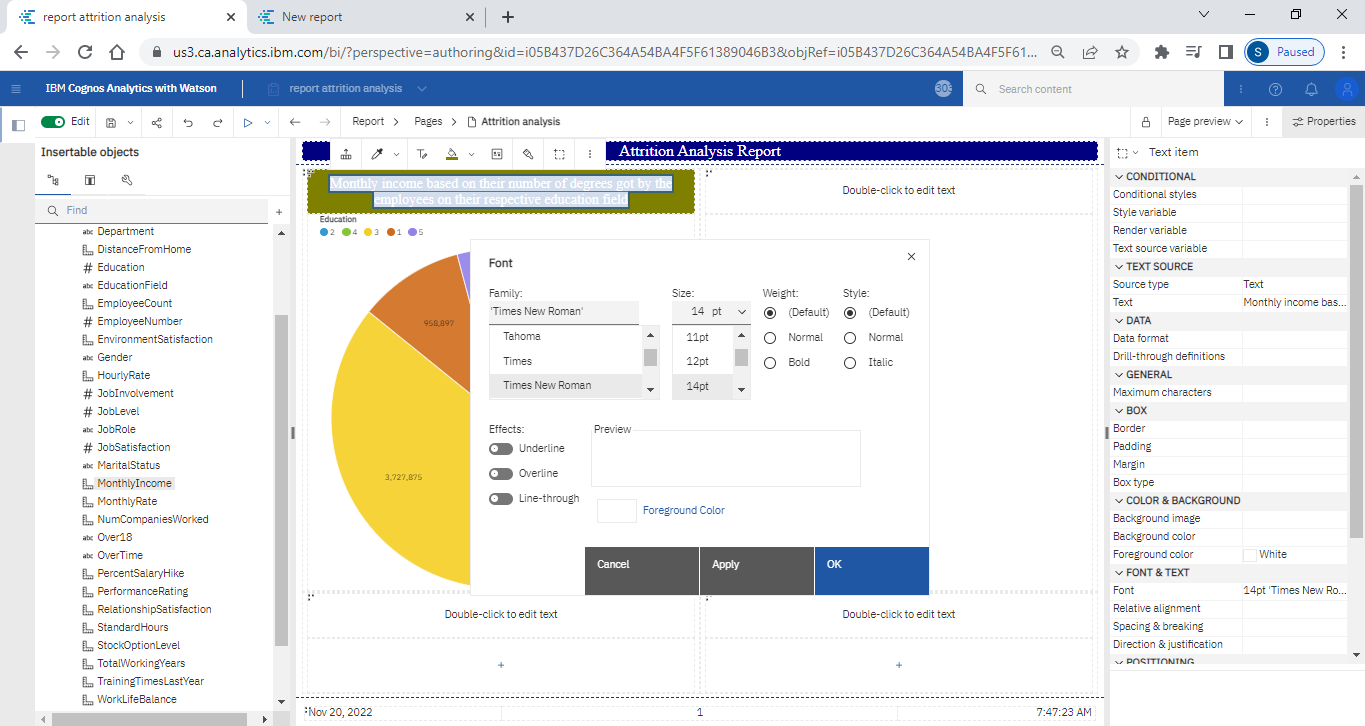 report attrition analysis
New report
us3.ca.analytics.ibm.com/bi/?perspective=authoring&id=i05B437D26C364A54BA4F5F61389046B3&objRef=i05B437D26C364A54BA4F5F61...
S Paused
IBM Cognos Analytics with Watson
report attrition analysis
303
Search content
Edit
Report > Pages > Attrition analysis
Page preview
Properties
Insertable objects
Find
abc Department
DistanceFromHome
# Education
abc EducationField
EmployeeCount
# EmployeeNumber
EnvironmentSatisfaction
abc Gender
HourlyRate
# JobInvolvement
# JobLevel
abc JobRole
# JobSatisfaction
abc MaritalStatus
MonthlyIncome
MonthlyRate
NumCompaniesWorked
abc Over18
abc OverTime
PercentSalaryHike
PerformanceRating
RelationshipSatisfaction
StandardHours
StockOptionLevel
TotalWorkingYears
TrainingTimesLastYear
WorkLifeBalance
Attrition Analysis Report
Monthly income based on their number of degrees got by the
employees on their respective education field
Double-click to edit text
Education
2 4 3 1 5
958,897
3,727,875
Font
Family:
'Times New Roman'
Tahoma
Times
Times New Roman
Size:
14 pt
11pt
12pt
14pt
Weight:
(Default)
Normal
Bold
Style:
(Default)
Normal
Italic
Effects:
Underline
Overline
Line-through
Preview
Foreground Color
Cancel
Apply
OK
Double-click to edit text
Double-click to edit text
+
+
Nov 20, 2022
1
7:47:23 AM
Text item
CONDITIONAL
Conditional styles
Style variable
Render variable
Text source variable
TEXT SOURCE
Source type Text
Text Monthly income bas...
DATA
Data format
Drill-through definitions
GENERAL
Maximum characters
BOX
Border
Padding
Margin
Box type
COLOR & BACKGROUND
Background image
Background color
Foreground color White
FONT & TEXT
Font 14pt 'Times New Ro...
Relative alignment
Spacing & breaking
Direction & justification
POSITIONING